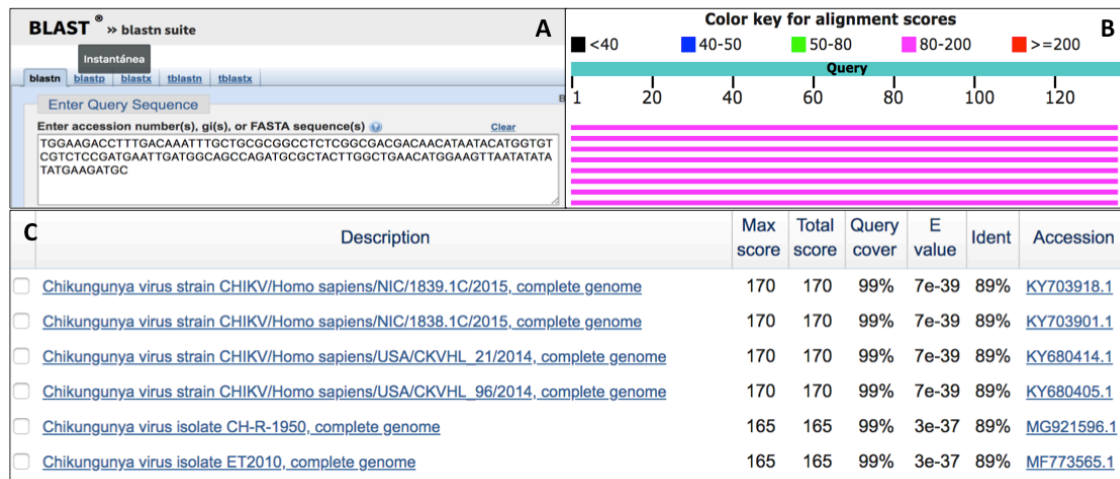 BLAST ® » blastn suite
A
Instantánea
blastn blastp blastx tblastn tblastx
B
Enter Query Sequence
Enter accession number(s), gi(s), or FASTA sequence(s) Clear
TGGAAGACCTTTGACAAATTTGCTGCGCGGCCTCTCGGCGACGACAACATAATACATGGTGT
CGTCTCCGATGAATTGATGGCAGCCAGATGCGCTACTTGGCTGAACATGGAAGTTAATATATA
TATGAAGATGC
Color key for alignment scores
B
<40 40-50 50-80 80-200 >=200
Query
1 20 40 60 80 100 120
C
Description Max score Total score Query cover E value Ident Accession
Chikungunya virus strain CHIKV/Homo sapiens/NIC/1839.1C/2015, complete genome 170 170 99% 7e-39 89% KY703918.1
Chikungunya virus strain CHIKV/Homo sapiens/NIC/1838.1C/2015, complete genome 170 170 99% 7e-39 89% KY703901.1
Chikungunya virus strain CHIKV/Homo sapiens/USA/CKVHL_21/2014, complete genome 170 170 99% 7e-39 89% KY680414.1
Chikungunya virus strain CHIKV/Homo sapiens/USA/CKVHL_96/2014, complete genome 170 170 99% 7e-39 89% KY680405.1
Chikungunya virus isolate CH-R-1950, complete genome 165 165 99% 3e-37 89% MG921596.1
Chikungunya virus isolate ET2010, complete genome 165 165 99% 3e-37 89% MF773565.1